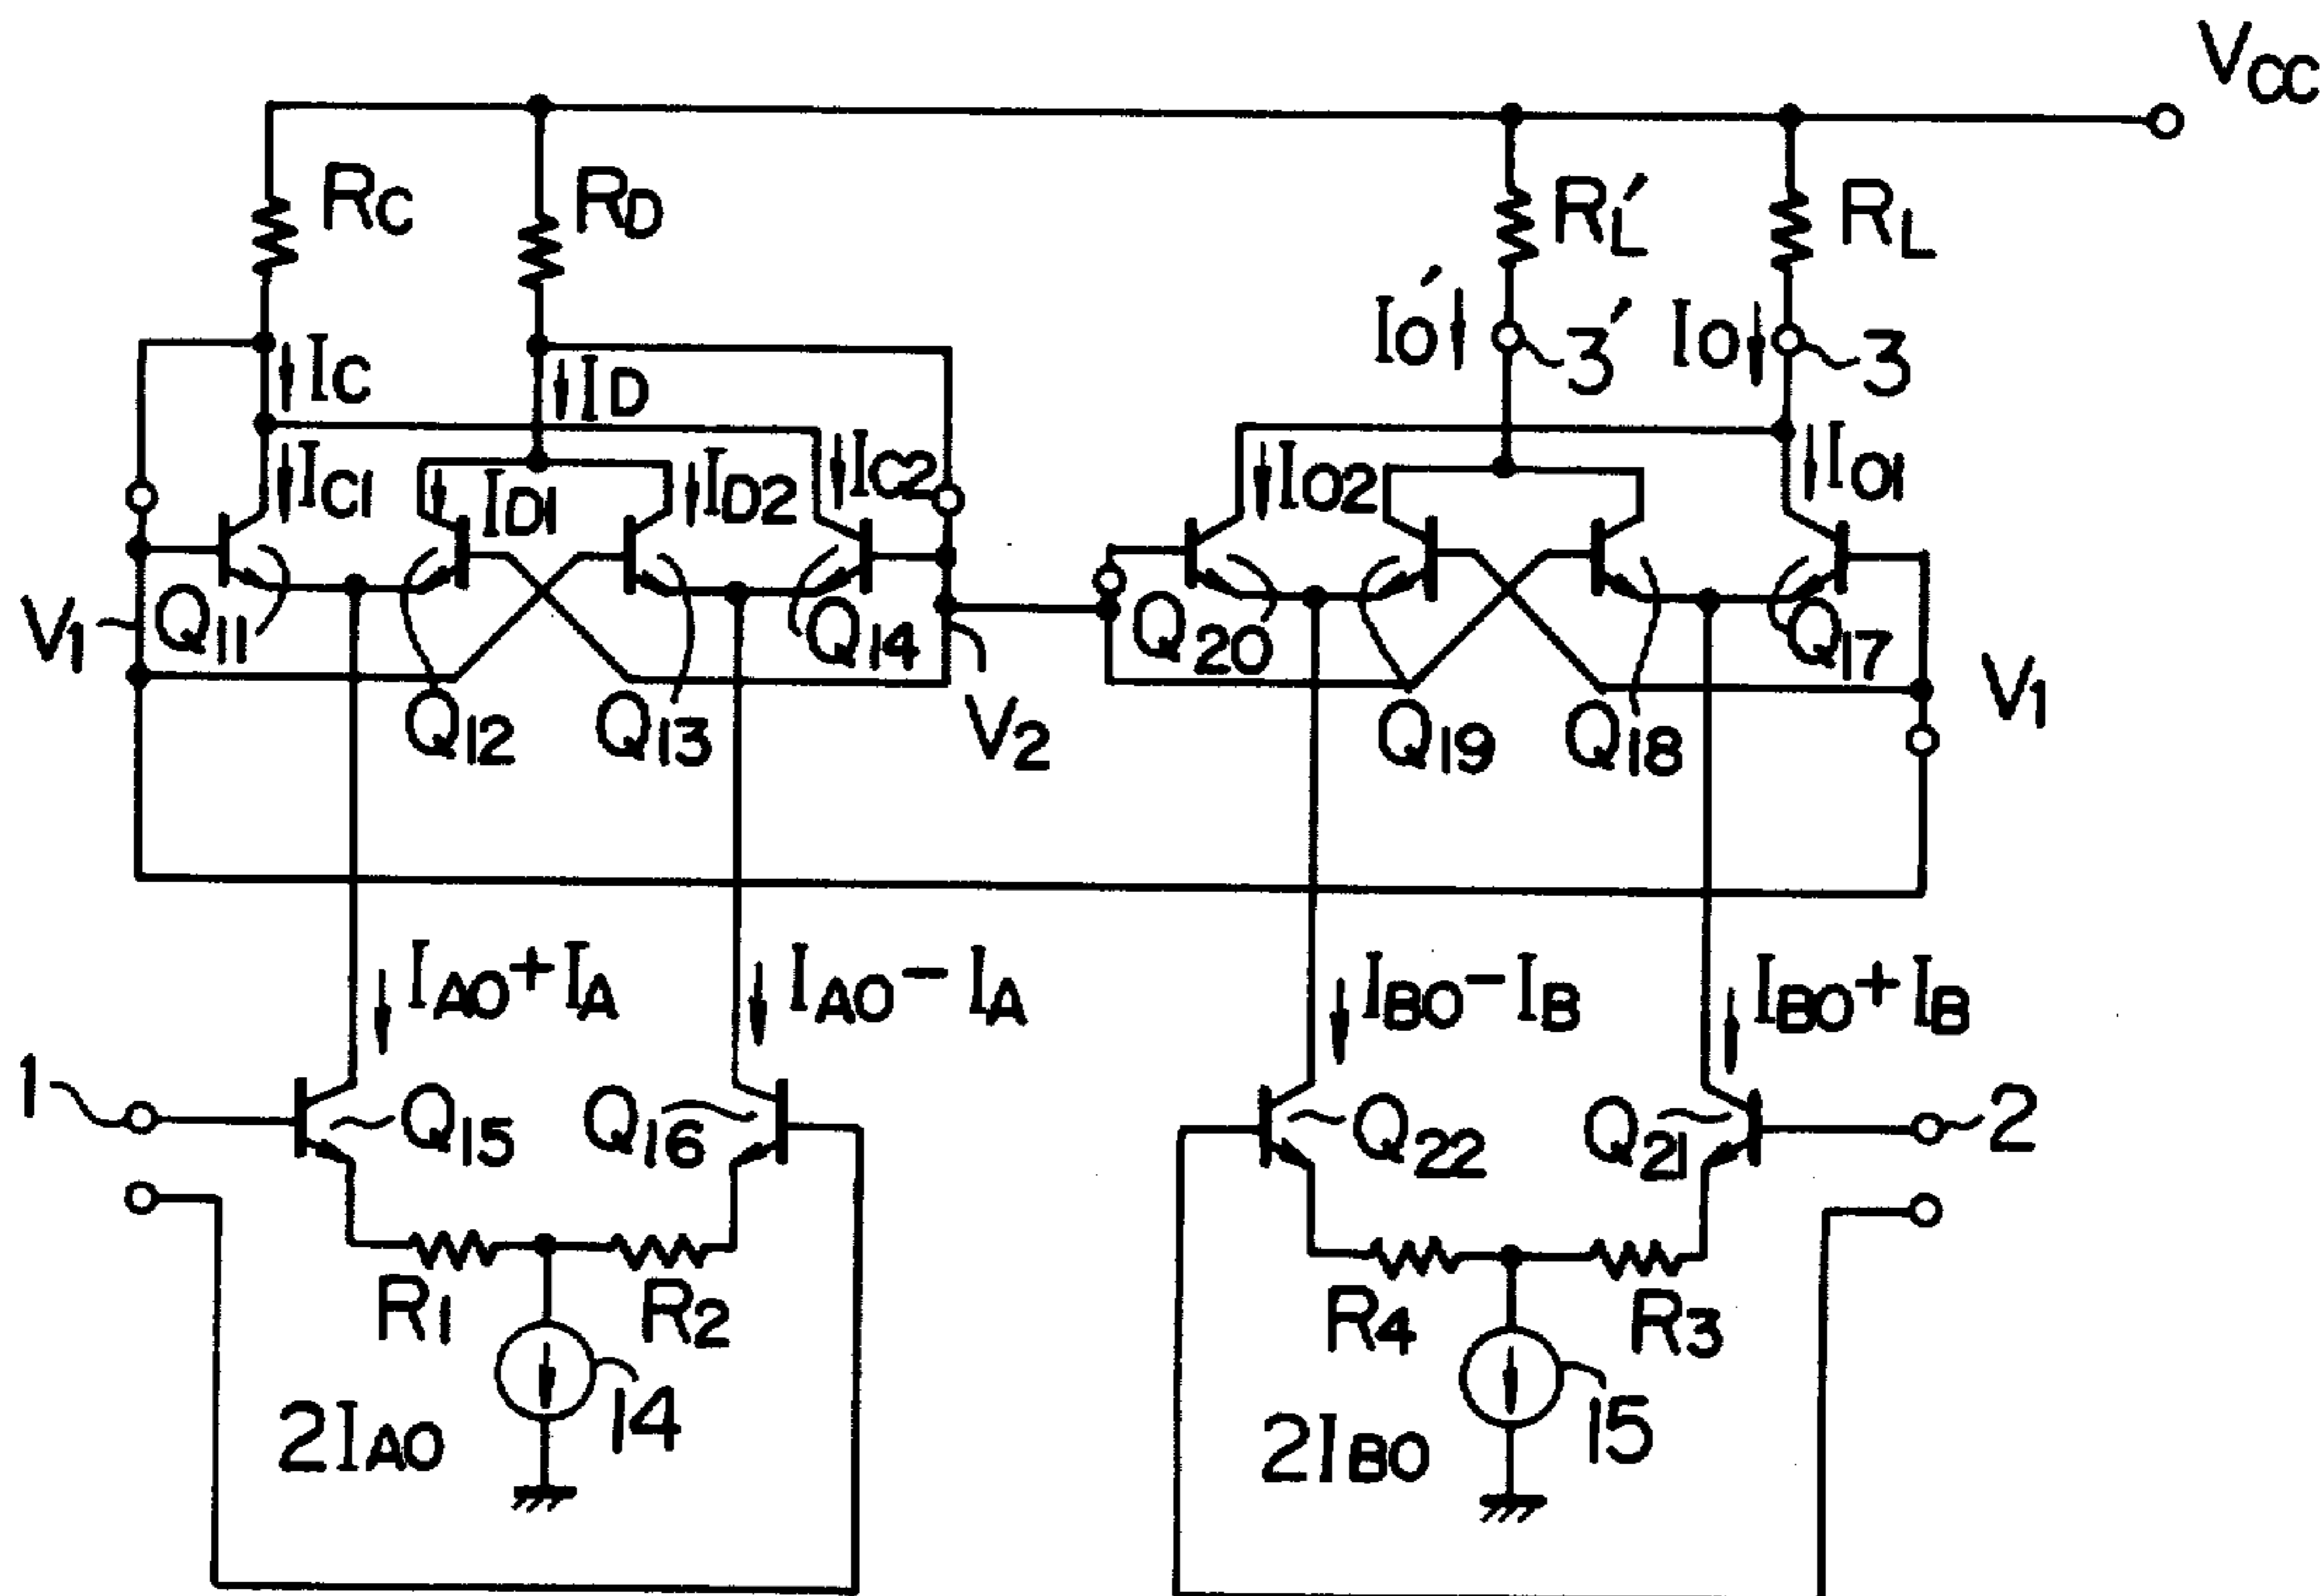 VCC
RC
RD
RL'
RL
IO'
3'
IO
3
IC
ID
IC1
ID1
ID2
IC2
IO2
IO1
V1
Q11
Q14
Q20
Q17
Q12
Q13
V2
Q19
Q18
V1
IAO+IA
IAO−IA
IBO−IB
IBO+IB
1
Q15
Q16
Q22
Q21
2
R1
R2
R4
R3
2IAO
14
2IBO
15